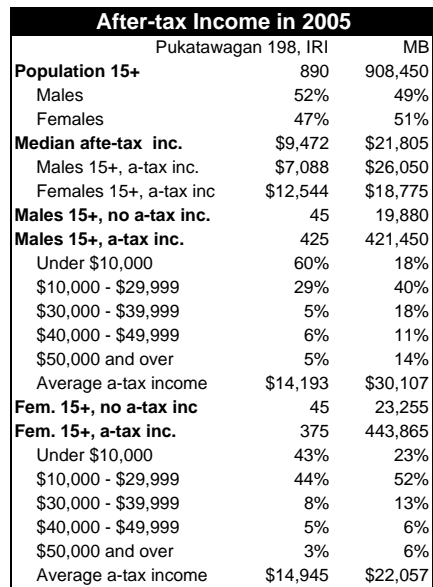 After-tax Income in 2005
Pukatawagan 198, IRI MB
Population 15+ 890 908,450
Males 52% 49%
Females 47% 51%
Median afte-tax inc. $9,472 $21,805
Males 15+, a-tax inc. $7,088 $26,050
Females 15+, a-tax inc $12,544 $18,775
Males 15+, no a-tax inc. 45 19,880
Males 15+, a-tax inc. 425 421,450
Under $10,000 60% 18%
$10,000 - $29,999 29% 40%
$30,000 - $39,999 5% 18%
$40,000 - $49,999 6% 11%
$50,000 and over 5% 14%
Average a-tax income $14,193 $30,107
Fem. 15+, no a-tax inc 45 23,255
Fem. 15+, a-tax inc. 375 443,865
Under $10,000 43% 23%
$10,000 - $29,999 44% 52%
$30,000 - $39,999 8% 13%
$40,000 - $49,999 5% 6%
$50,000 and over 3% 6%
Average a-tax income $14,945 $22,057